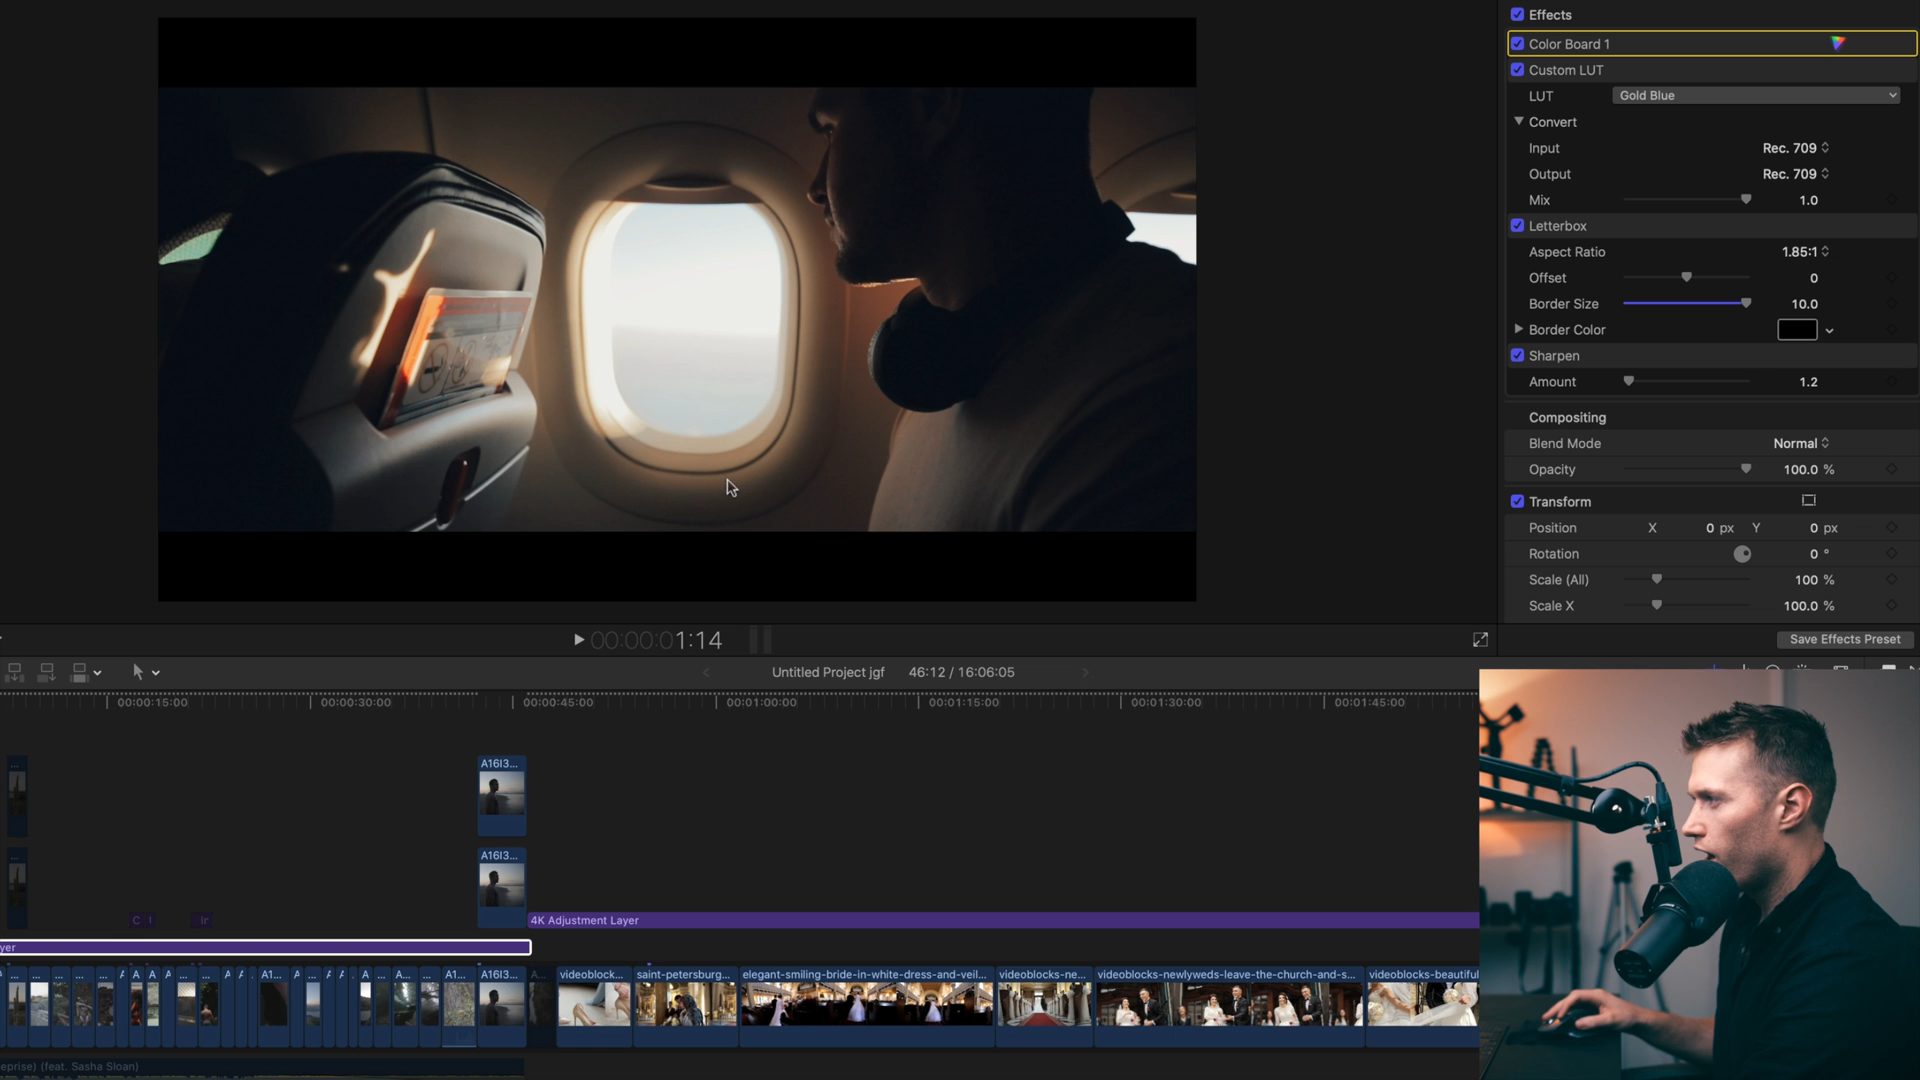 Effects
Color Board 1
Custom LUT
LUT Gold Blue
Convert
Input Rec. 709
Output Rec. 709
Mix 1.0
Letterbox
Aspect Ratio 1.85:1
Offset 0
Border Size 10.0
Border Color
Sharpen
Amount 1.2
Compositing
Blend Mode Normal
Opacity 100.0 %
Transform
Position X 0 px Y 0 px
Rotation 0 °
Scale (All) 100 %
Scale X 100.0 %
Save Effects Preset
00:00:01:14
Untitled Project jgf 46:12 / 16:06:05
00:00:15:00 00:00:30:00 00:00:45:00 00:01:00:00 00:01:15:00 00:01:30:00 00:01:45:00
... A16I3...
... A16I3...
C I Ir 4K Adjustment Layer
yer
... ... ... ... ... A A A ... ... A A . A1... ... A A . A ... A... ... A1... A16I3... A... videoblock... saint-petersburg... elegant-smiling-bride-in-white-dress-and-veil... videoblocks-ne... videoblocks-newlyweds-leave-the-church-and-s... videoblocks-beautiful
eprise) (feat. Sasha Sloan)